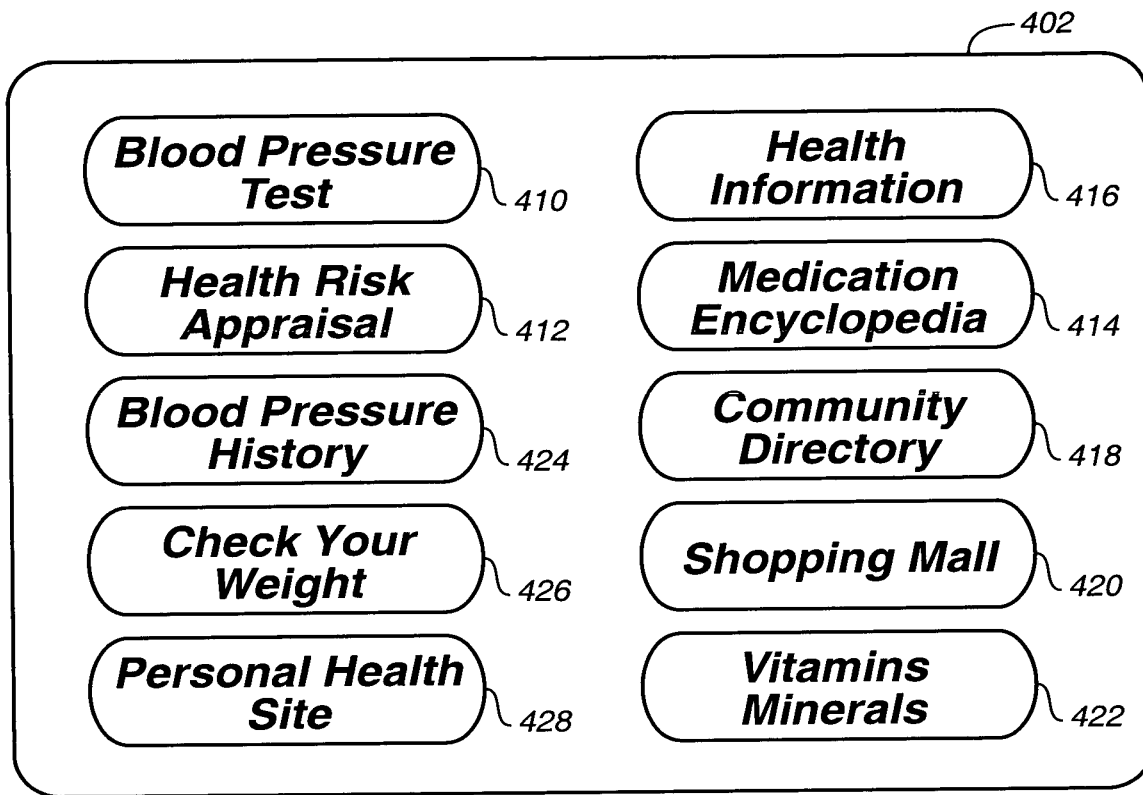 402
Blood Pressure
Test
410
Health Risk
Appraisal
412
Blood Pressure
History
424
Check Your
Weight
426
Personal Health
Site
428
Health
Information
416
Medication
Encyclopedia
414
Community
Directory
418
Shopping Mall
420
Vitamins
Minerals
422